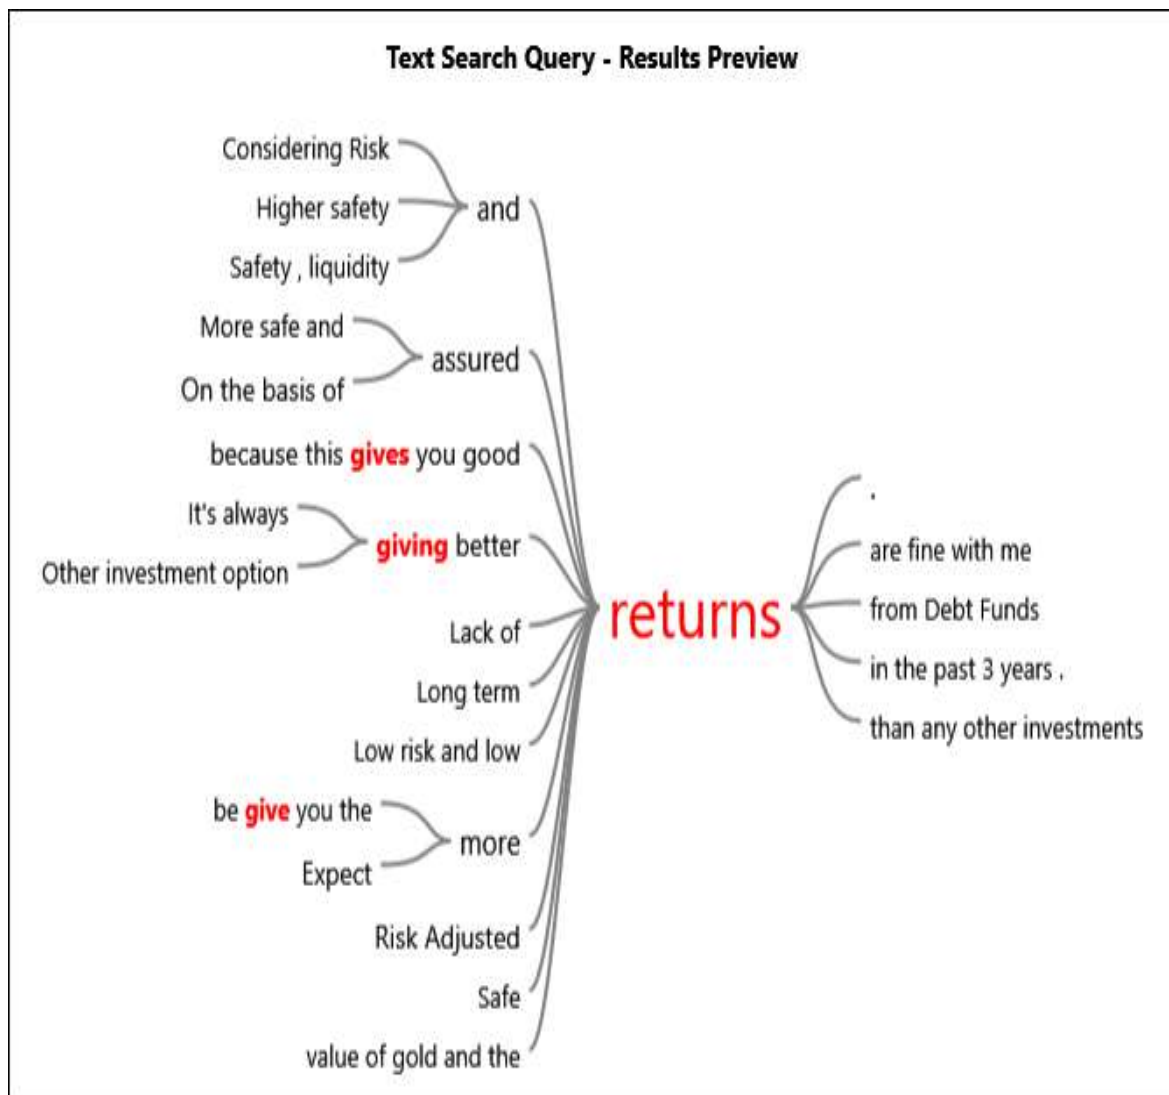 Text Search Query - Results Preview
Considering Risk
Higher safety
Safety , liquidity
and
More safe and
On the basis of
assured
because this gives you good
It's always
Other investment option
giving better
Lack of
Long term
Low risk and low
be give you the
Expect
more
Risk Adjusted
Safe
value of gold and the
returns
.
are fine with me
from Debt Funds
in the past 3 years .
than any other investments